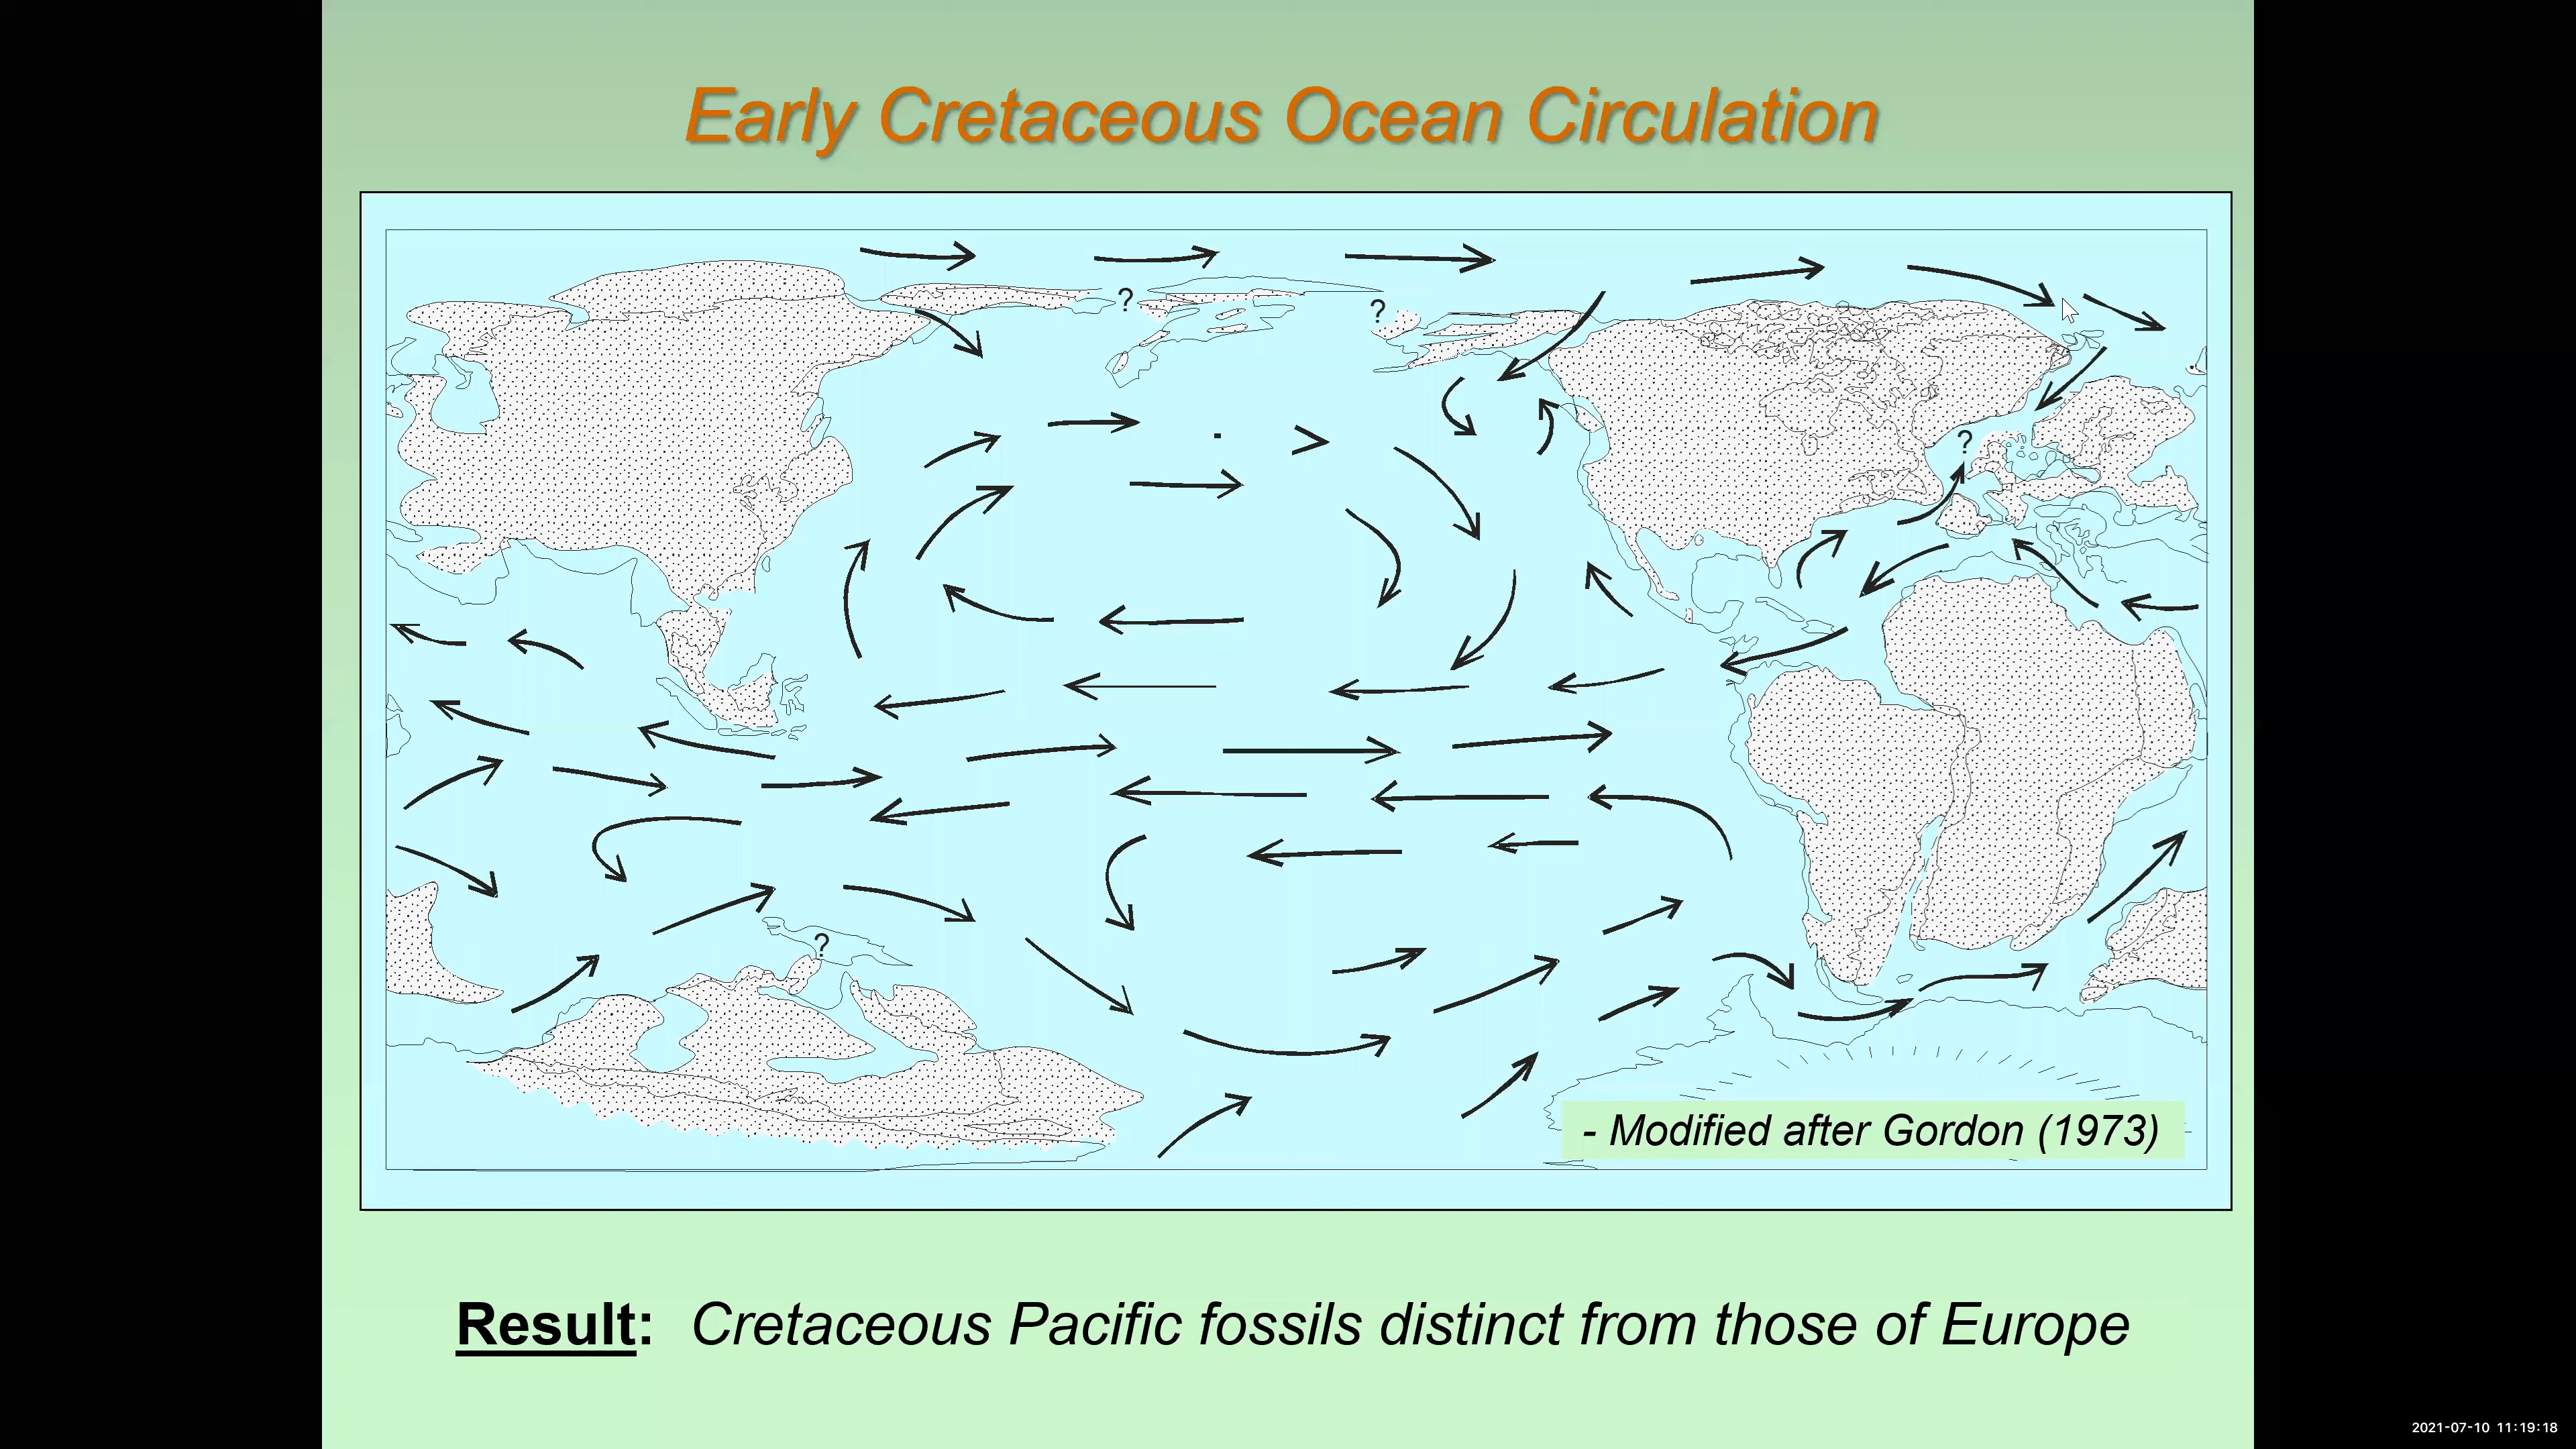 Early Cretaceous Ocean Circulation
?
?
?
?
- Modified after Gordon (1973)
Result: Cretaceous Pacific fossils distinct from those of Europe
2021-07-10 11:19:18